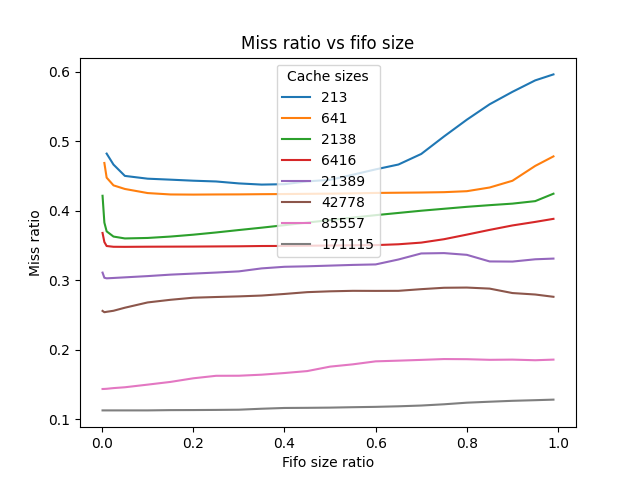 Miss ratio vs fifo size
Cache sizes
213
641
2138
6416
21389
42778
85557
171115
Miss ratio
0.6
0.5
0.4
0.3
0.2
0.1
0.0 0.2 0.4 0.6 0.8 1.0
Fifo size ratio